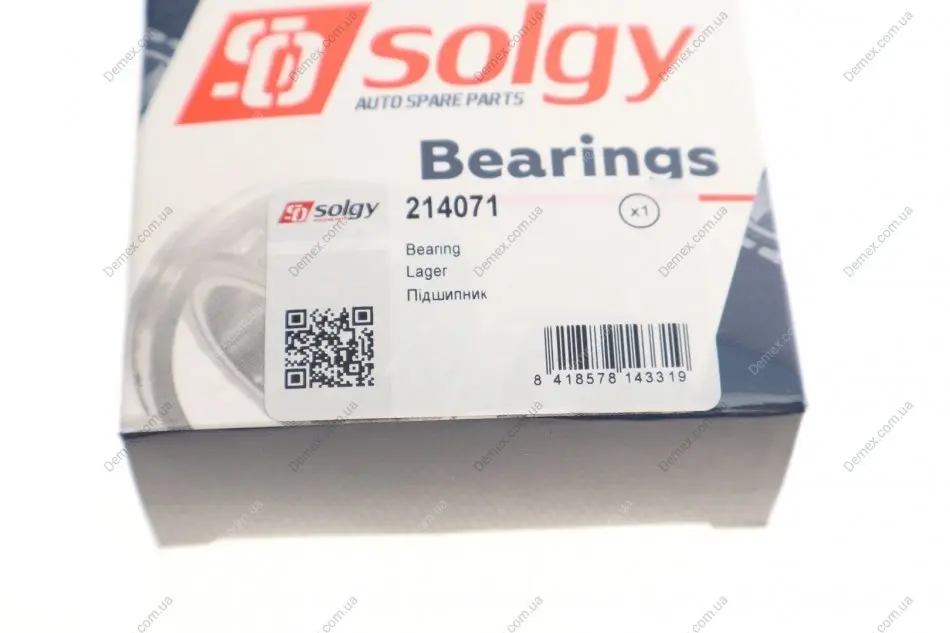 solgy
AUTO SPARE PARTS
Bearings
solgy
214071
x1
Bearing
Lager
Підшипник
8 418578 143319
Demex.com.ua